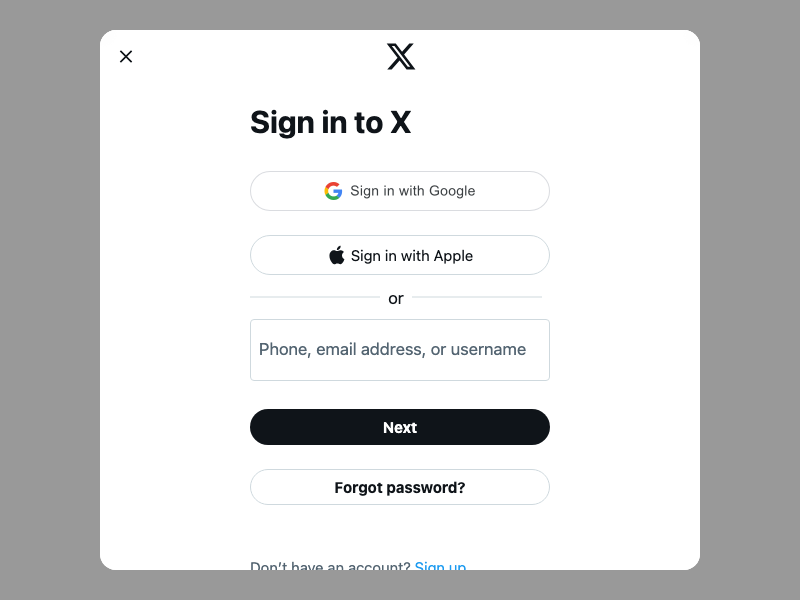 Sign in to X
Sign in with Google
Sign in with Apple
or
Phone, email address, or username
Next
Forgot password?
Don't have an account? Sign up